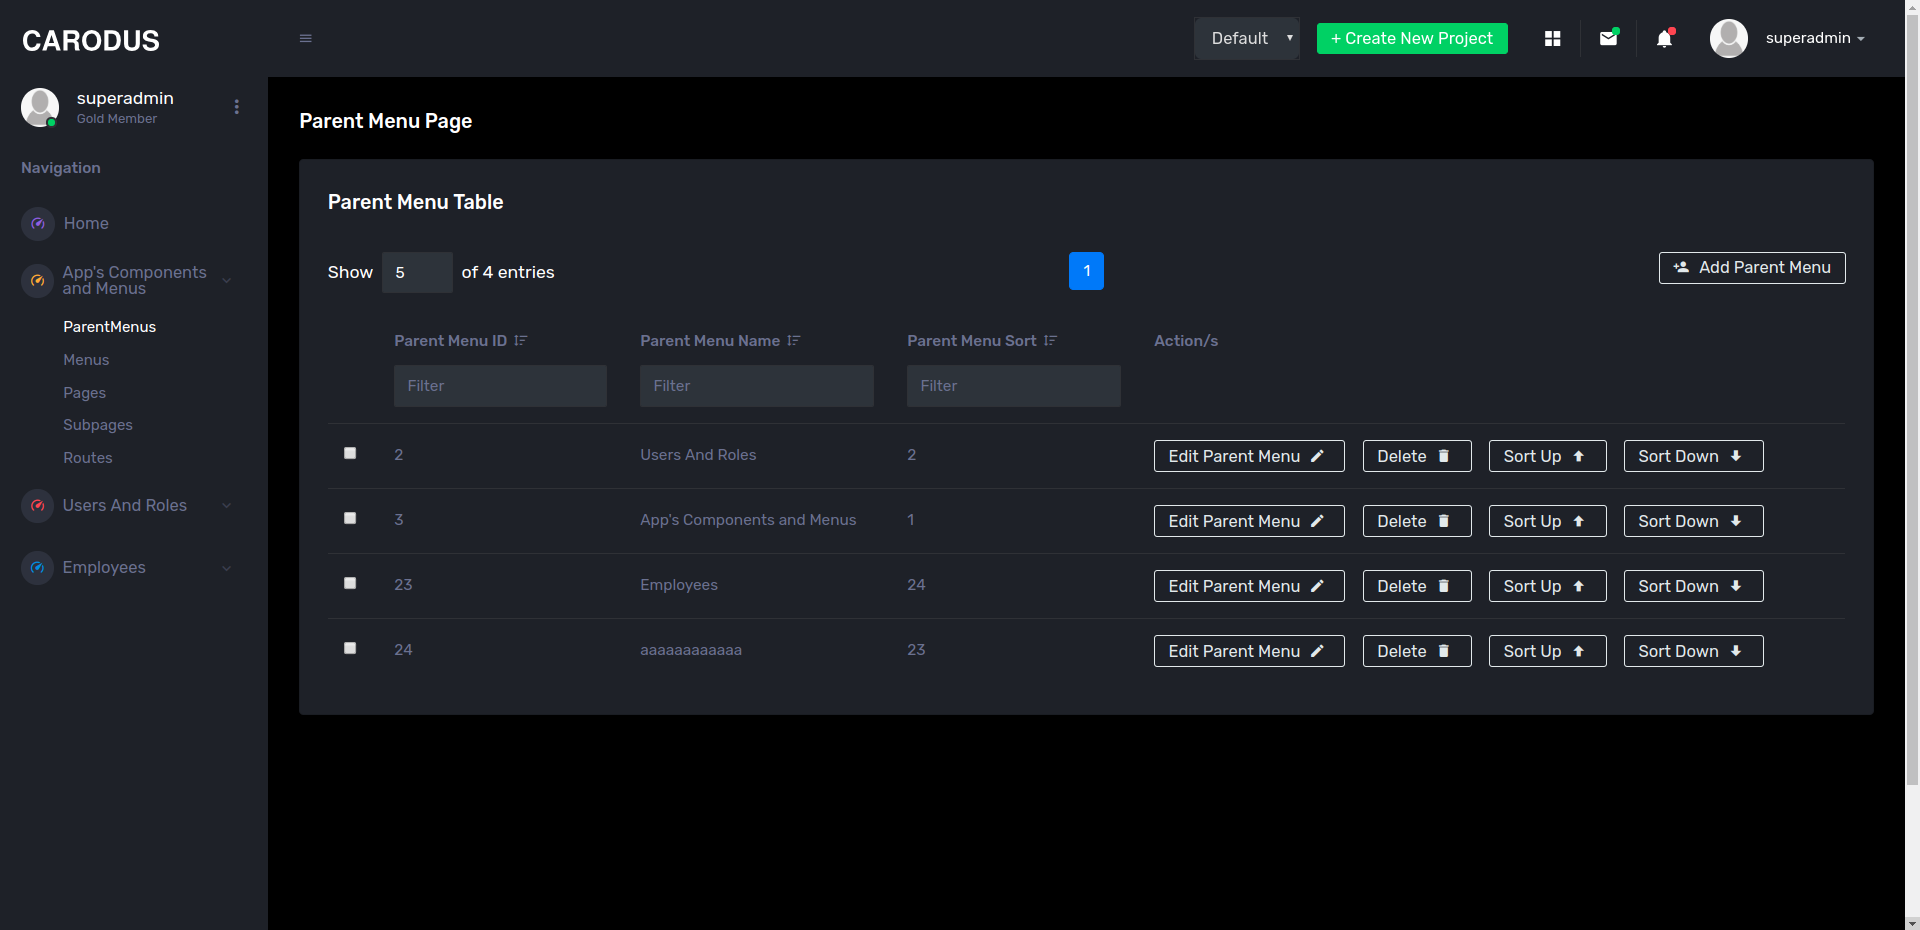 CARODUS
Default
+ Create New Project
superadmin
superadmin
Gold Member
Navigation
Home
App's Components
and Menus
ParentMenus
Menus
Pages
Subpages
Routes
Users And Roles
Employees
Parent Menu Page
Parent Menu Table
Show 5 of 4 entries
1
Add Parent Menu
Parent Menu ID Parent Menu Name Parent Menu Sort Action/s
Filter Filter Filter
2 Users And Roles 2 Edit Parent Menu Delete Sort Up Sort Down
3 App's Components and Menus 1 Edit Parent Menu Delete Sort Up Sort Down
23 Employees 24 Edit Parent Menu Delete Sort Up Sort Down
24 aaaaaaaaaaaa 23 Edit Parent Menu Delete Sort Up Sort Down